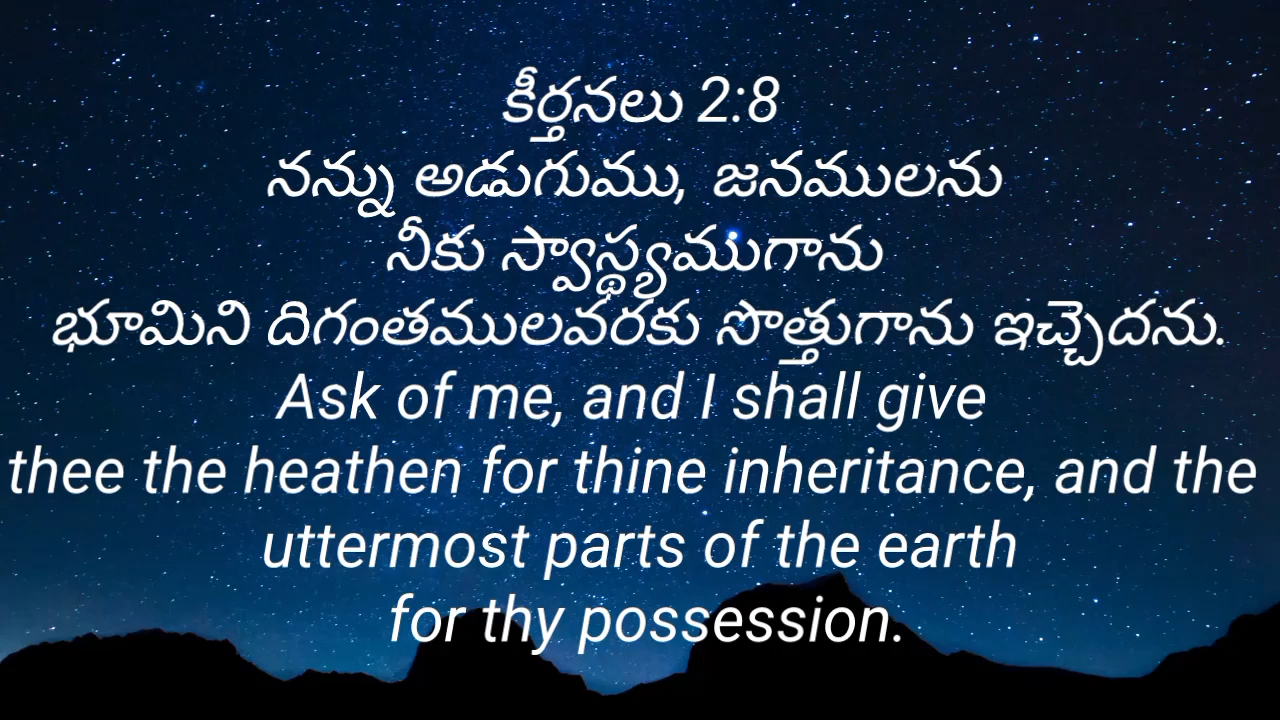 కీర్తనలు 2:8
నన్ను అడుగుము, జనములను
నీకు స్వాస్థ్యముగాను
భూమిని దిగంతములవరకు సొత్తుగాను ఇచ్చెదను.
Ask of me, and I shall give
thee the heathen for thine inheritance, and the
uttermost parts of the earth
for thy possession.